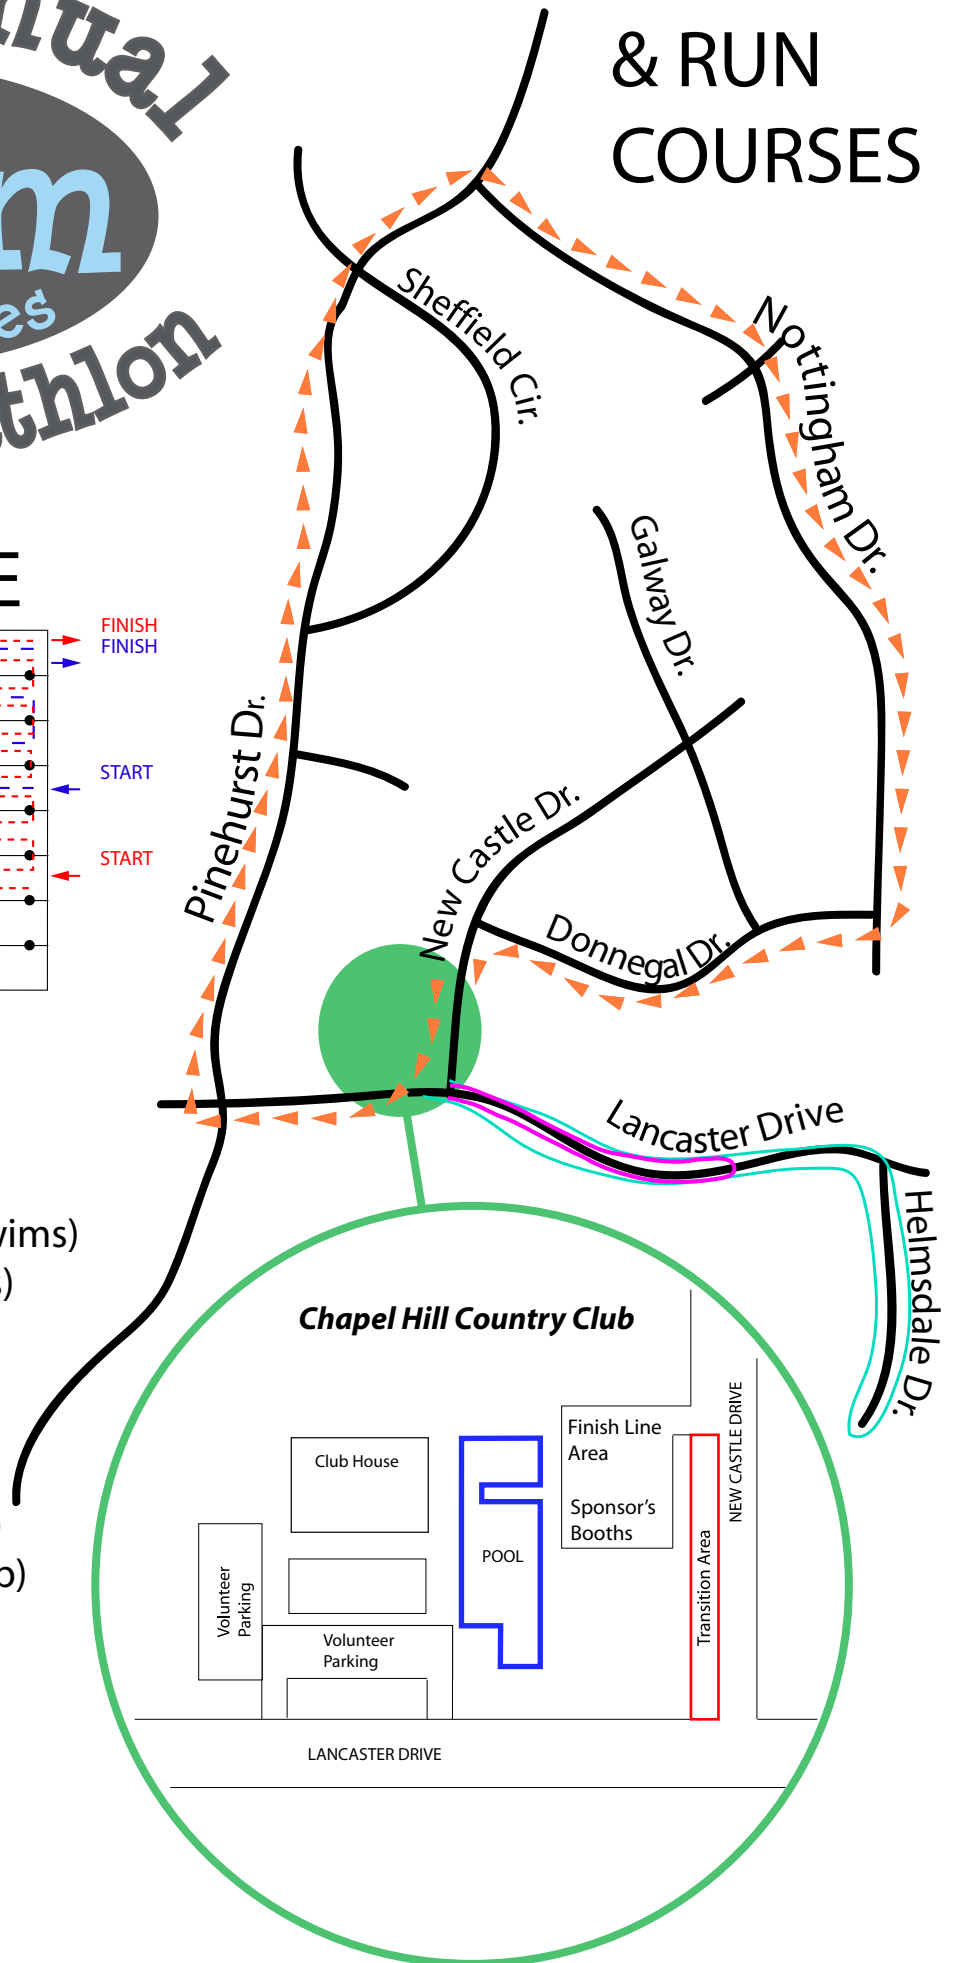 & RUN
COURSES
Sheffield Cir.
Nottingham Dr.
Galway Dr.
FINISH
FINISH
START
START
Pinehurst Dr.
New Castle Dr.
Donnegal Dr.
Lancaster Drive
Helmsdale Dr.
Chapel Hill Country Club
Club House
POOL
Finish Line
Area
Sponsor's
Booths
NEW CASTLE DRIVE
Transition Area
Volunteer
Parking
Volunteer
Parking
LANCASTER DRIVE